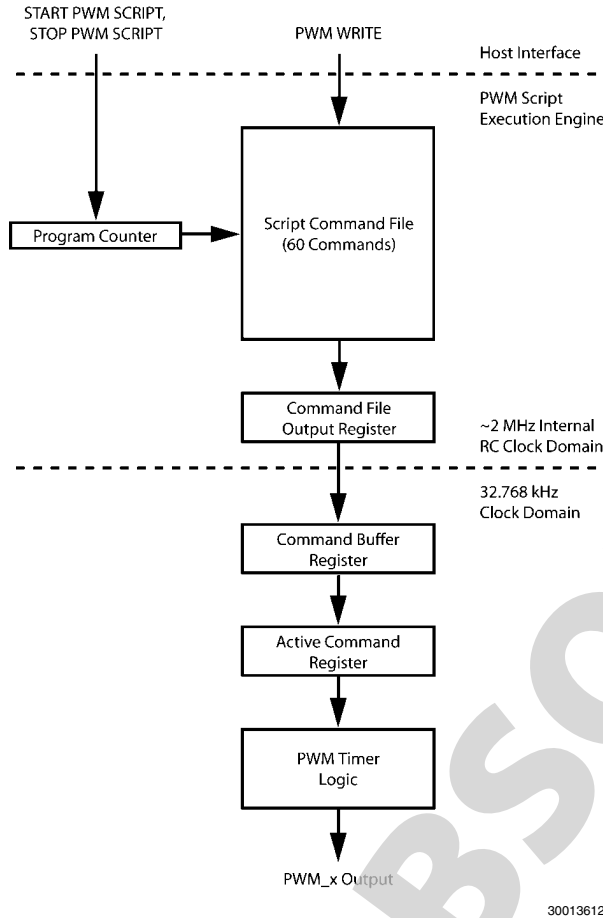 START PWM SCRIPT,
STOP PWM SCRIPT
PWM WRITE
Host Interface
PWM Script
Execution Engine
Script Command File
(60 Commands)
Program Counter
Command File
Output Register
~2 MHz Internal
RC Clock Domain
32.768 kHz
Clock Domain
Command Buffer
Register
Active Command
Register
PWM Timer
Logic
PWM_x Output
BSO
30013612